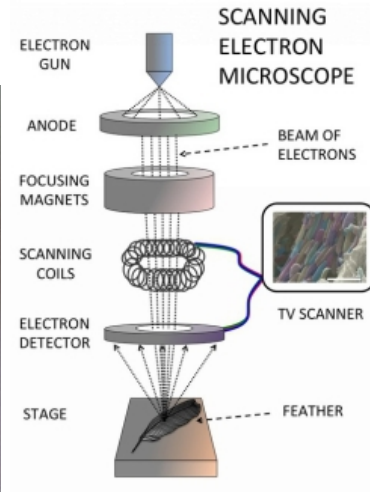 SCANNING
ELECTRON
MICROSCOPE
ELECTRON
GUN
ANODE
BEAM OF
ELECTRONS
FOCUSING
MAGNETS
SCANNING
COILS
TV SCANNER
ELECTRON
DETECTOR
STAGE
FEATHER